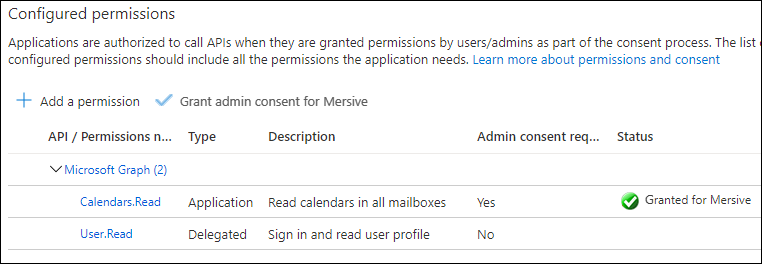 Configured permissions
Applications are authorized to call APIs when they are granted permissions by users/admins as part of the consent process. The list
configured permissions should include all the permissions the application needs. Learn more about permissions and consent
Add a permission Grant admin consent for Mersive
API / Permissions n... Type Description Admin consent req... Status
Microsoft Graph (2)
Calendars.Read Application Read calendars in all mailboxes Yes Granted for Mersive
User.Read Delegated Sign in and read user profile No